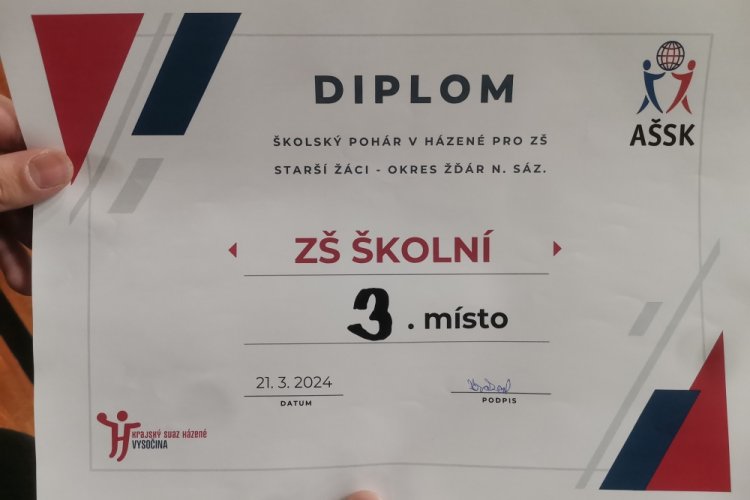 DIPLOM
ŠKOLSKÝ POHÁR V HÁZENÉ PRO ZŠ
STARŠÍ ŽÁCI - OKRES ŽĎÁR N. SÁZ.
AŠSK
ZŠ ŠKOLNÍ
3. místo
21. 3. 2024
DATUM
PODPIS
Krajský svaz házené
VYSOČINA